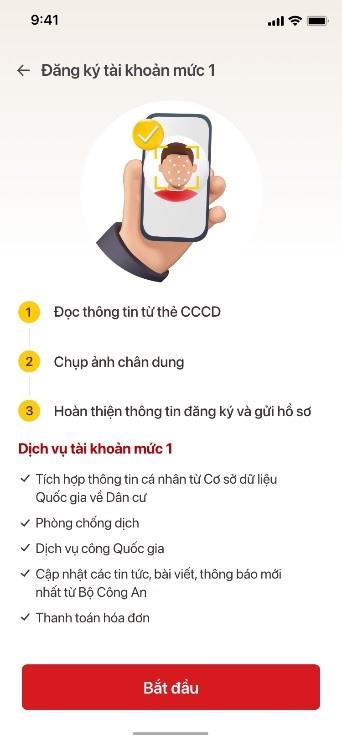 9:41
Đăng ký tài khoản mức 1
1 Đọc thông tin từ thẻ CCCD
2 Chụp ảnh chân dung
3 Hoàn thiện thông tin đăng ký và gửi hồ sơ
Dịch vụ tài khoản mức 1
Tích hợp thông tin cá nhân từ Cơ sở dữ liệu
Quốc gia về Dân cư
Phòng chống dịch
Dịch vụ công Quốc gia
Cập nhật các tin tức, bài viết, thông báo mới
nhất từ Bộ Công An
Thanh toán hóa đơn
Bắt đầu